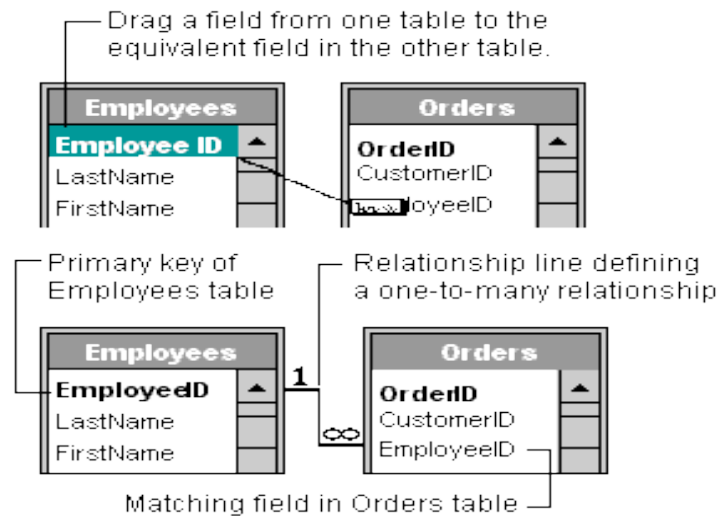 Drag a field from one table to the
equivalent field in the other table.
Employees
Employee ID
LastName
FirstName
Orders
OrderID
CustomerID
loyeeID
Primary key of
Employees table
Relationship line defining
a one-to-many relationship
Employees
EmployeeID
LastName
FirstName
1
∞
Orders
OrderID
CustomerID
EmployeeID
Matching field in Orders table